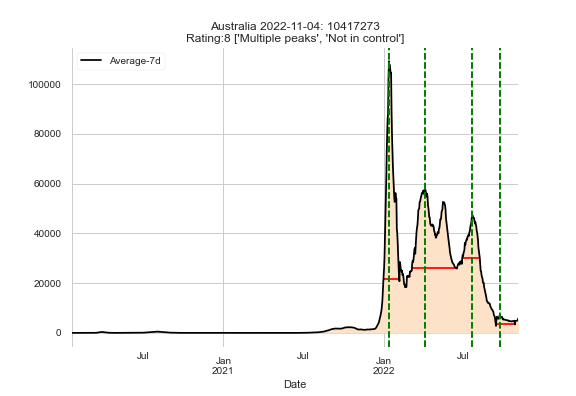 Australia 2022-11-04: 10417273
Rating:8 ['Multiple peaks', 'Not in control']
Average-7d
100000
80000
60000
40000
20000
0
Jul
Jan
2021
Jul
Jan
2022
Jul
Date